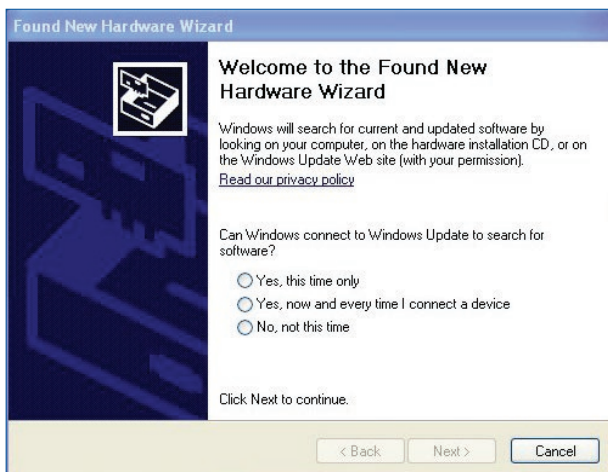 Found New Hardware Wizard
Welcome to the Found New
Hardware Wizard
Windows will search for current and updated software by
looking on your computer, on the hardware installation CD, or on
the Windows Update Web site (with your permission).
Read our privacy policy
Can Windows connect to Windows Update to search for
software?
Yes, this time only
Yes, now and every time I connect a device
No, not this time
Click Next to continue.
< Back
Next >
Cancel